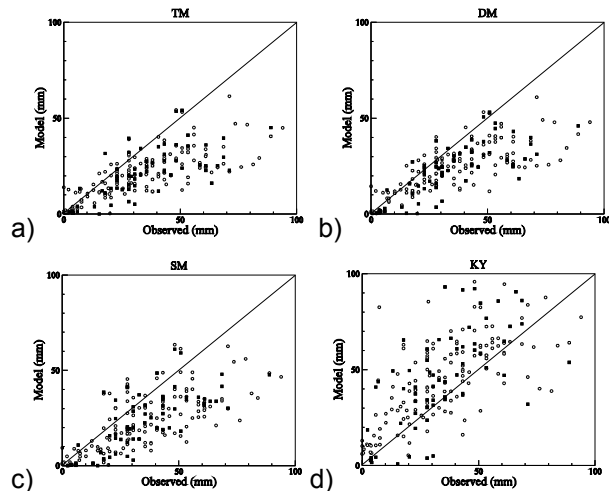 TM
100
50
0
Model (mm)
0 50 100
Observed (mm)
a)
DM
100
50
0
Model (mm)
0 50 100
Observed (mm)
b)
SM
100
50
0
Model (mm)
0 50 100
Observed (mm)
c)
KY
100
50
0
Model (mm)
0 50 100
Observed (mm)
d)